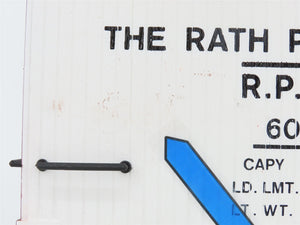 THE RATH P
R.P.
60
CAPY
LD. LMT.
LT. WT.